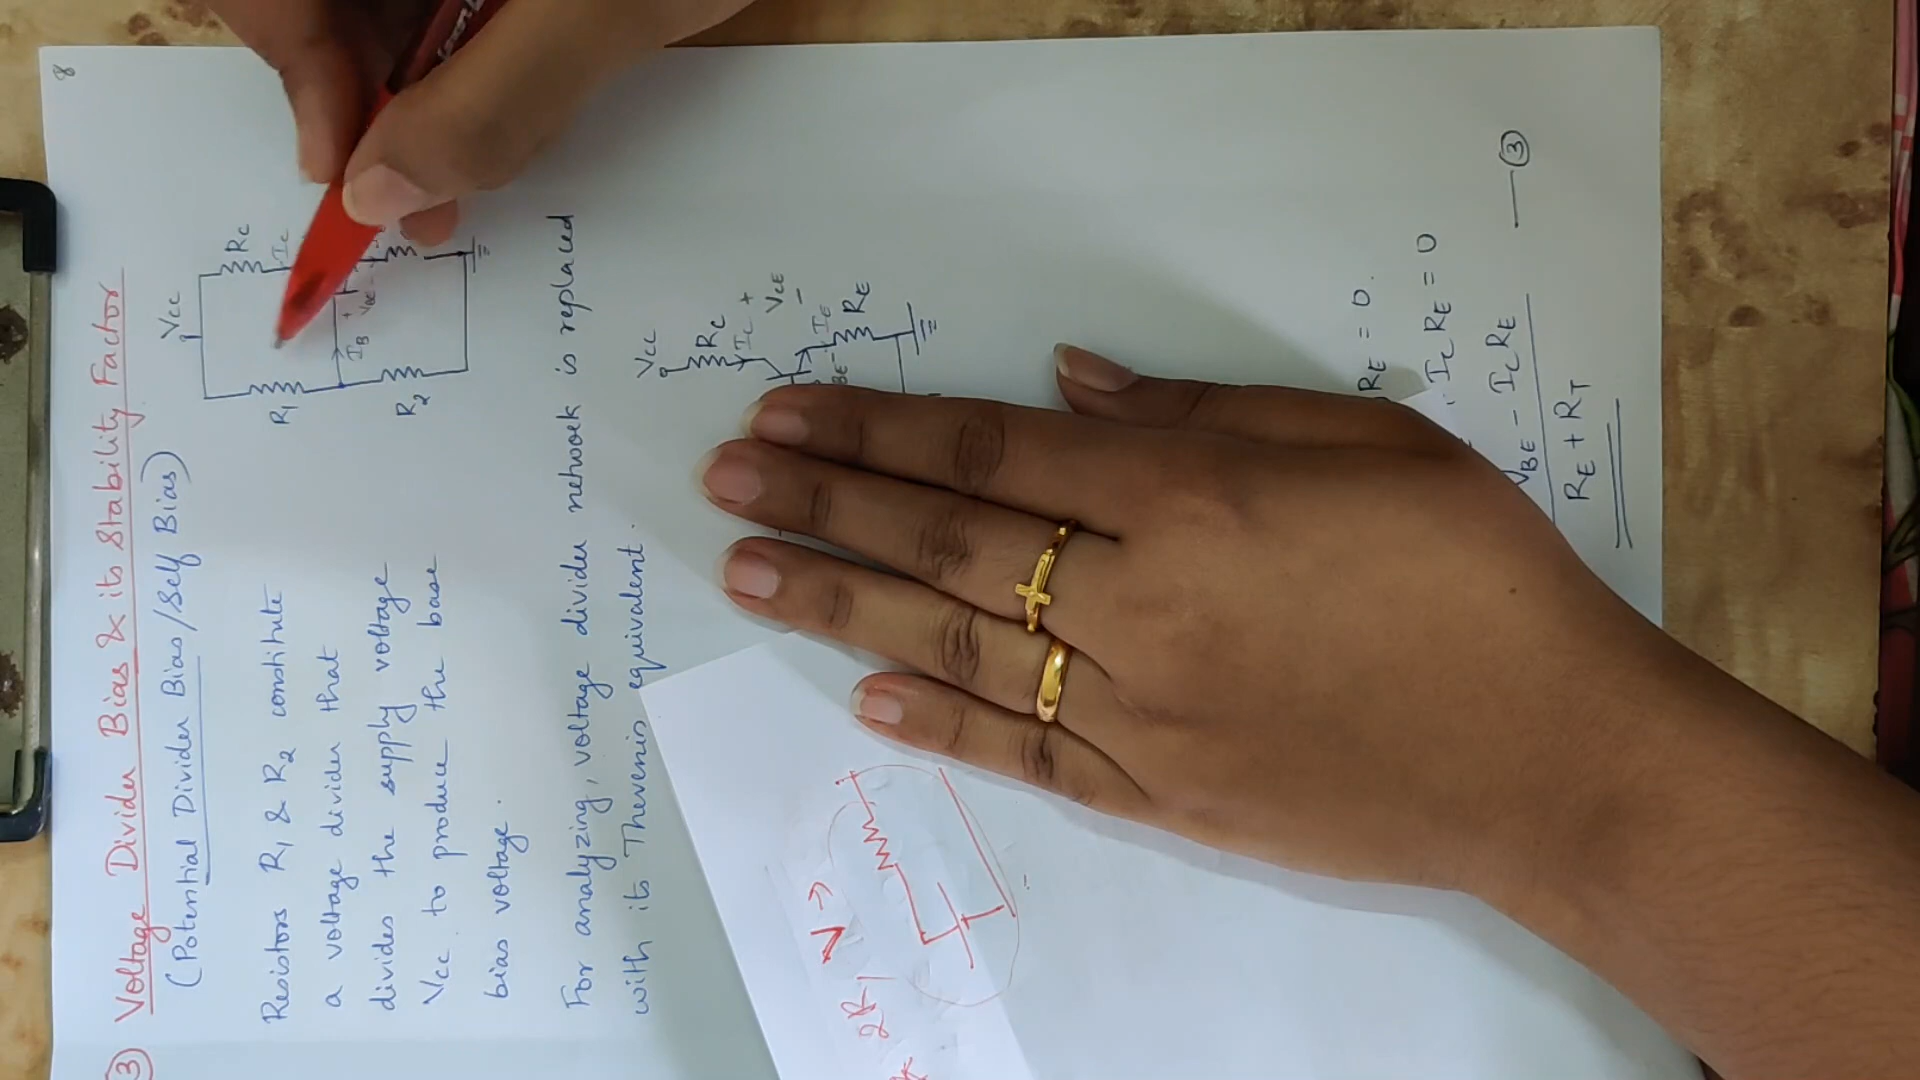 8
3) Voltage Divider Bias & its Stability Factor
(Potential Divider Bias/Self Bias)
Resistors R1 & R2 constitute
a voltage divider that
divides the supply voltage
Vcc to produce the base
bias voltage.
Vcc
R1
RC
IC
IB
+ VBE -
R2
For analyzing, voltage divider network is replaced
with its Thevenin equivalent.
Vcc
RC
IC
+
VCE
-
BE -
IE
RE
V →
2R,
RE = 0.
IC RE = 0
VBE - IC RE — 3
RE + RT